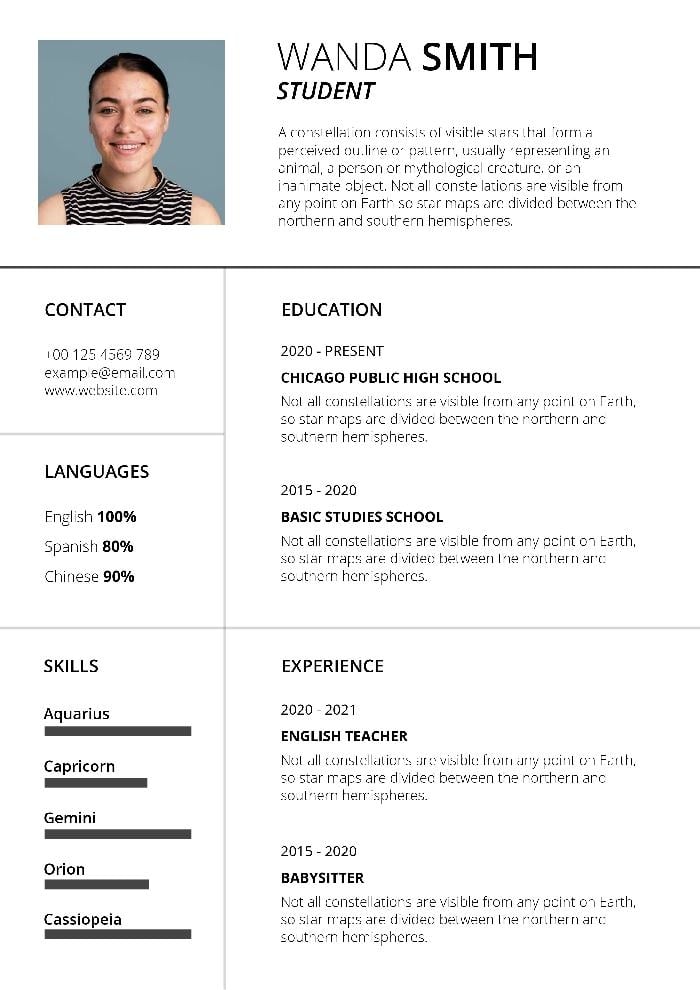 WANDA SMITH
STUDENT
A constellation consists of visible stars that form a
perceived outline or pattern, usually representing an
animal, a person or mythological creature, or an
inanimate object. Not all constellations are visible from
any point on Earth so star maps are divided between the
northern and southern hemispheres.
CONTACT
+00 125 4569 789
example@email.com
www.website.com
LANGUAGES
English 100%
Spanish 80%
Chinese 90%
SKILLS
Aquarius
Capricorn
Gemini
Orion
Cassiopeia
EDUCATION
2020 - PRESENT
CHICAGO PUBLIC HIGH SCHOOL
Not all constellations are visible from any point on Earth,
so star maps are divided between the northern and
southern hemispheres.
2015 - 2020
BASIC STUDIES SCHOOL
Not all constellations are visible from any point on Earth,
so star maps are divided between the northern and
southern hemispheres.
EXPERIENCE
2020 - 2021
ENGLISH TEACHER
Not all constellations are visible from any point on Earth,
so star maps are divided between the northern and
southern hemispheres.
2015 - 2020
BABYSITTER
Not all constellations are visible from any point on Earth,
so star maps are divided between the northern and
southern hemispheres.